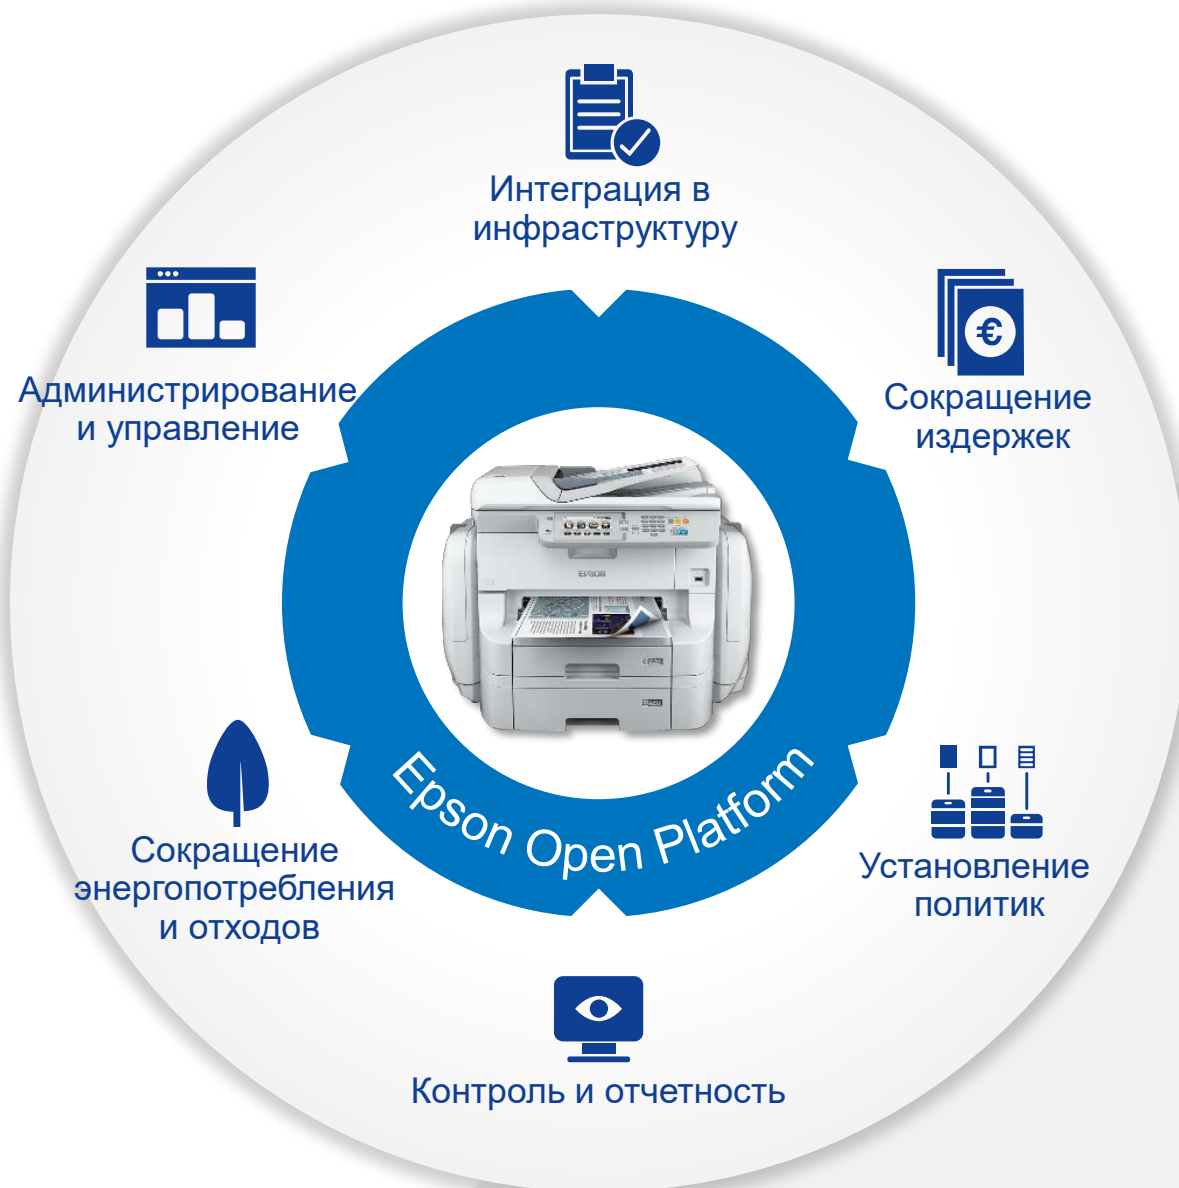 Интеграция в
инфраструктуру
Администрирование
и управление
€
Сокращение
издержек
EPSON
Epson Open Platform
Сокращение
энергопотребления
и отходов
Установление
политик
Контроль и отчетность